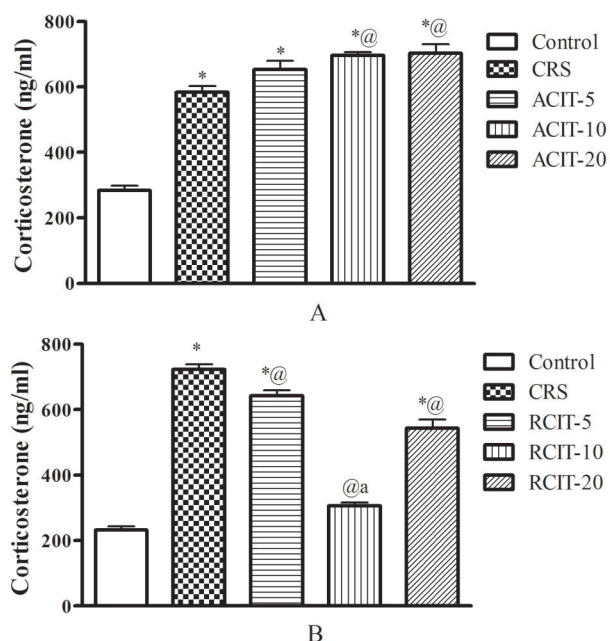 800
600
400
200
0
Corticosterone (ng/ml)
*
*
*@
*@
Control
CRS
ACIT-5
ACIT-10
ACIT-20
A
800
600
400
200
0
Corticosterone (ng/ml)
*
*@
@a
*@
Control
CRS
RCIT-5
RCIT-10
RCIT-20
B